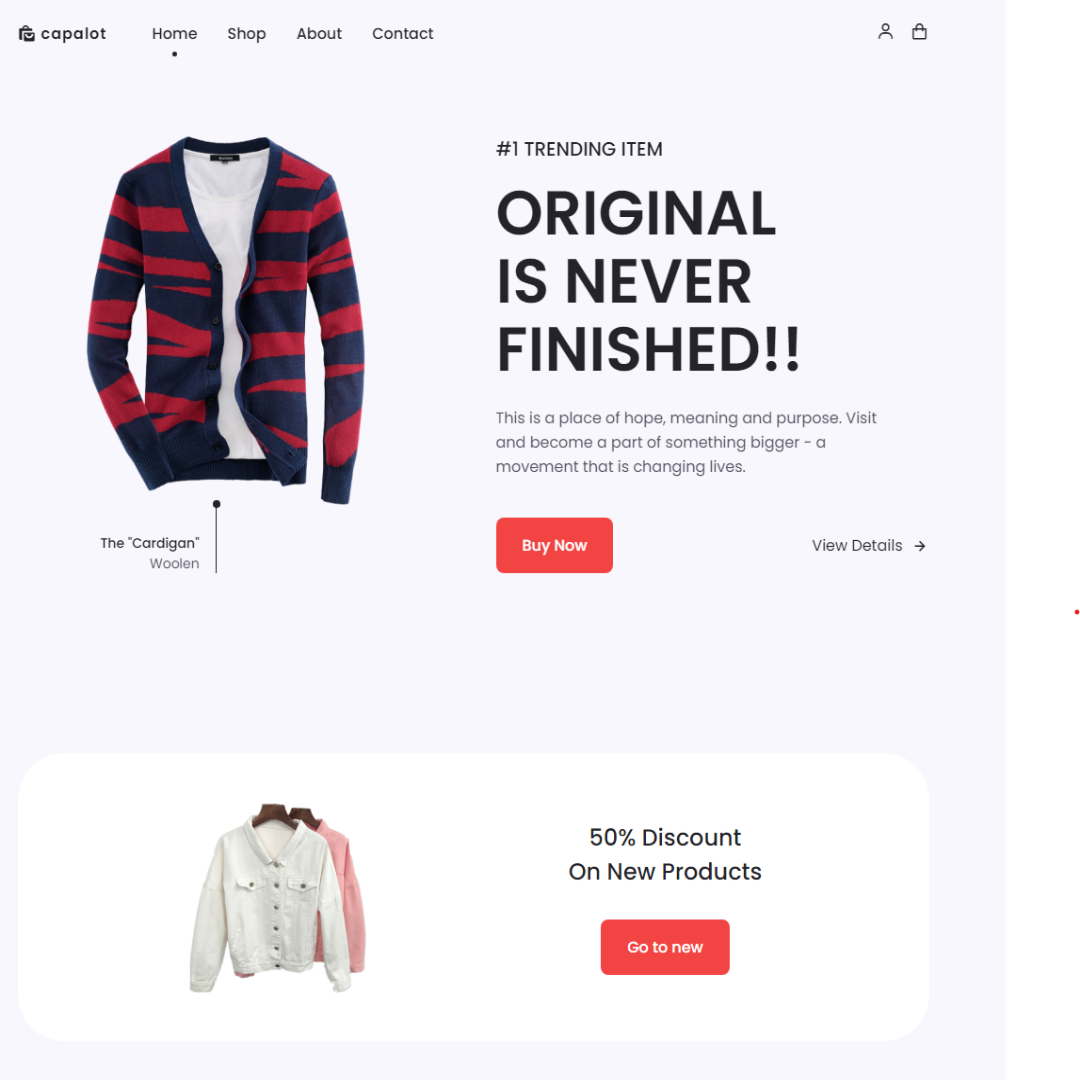 capalot
Home
Shop
About
Contact
#1 TRENDING ITEM
ORIGINAL
IS NEVER
FINISHED!!
This is a place of hope, meaning and purpose. Visit
and become a part of something bigger - a
movement that is changing lives.
The "Cardigan"
Woolen
Buy Now
View Details
50% Discount
On New Products
Go to new